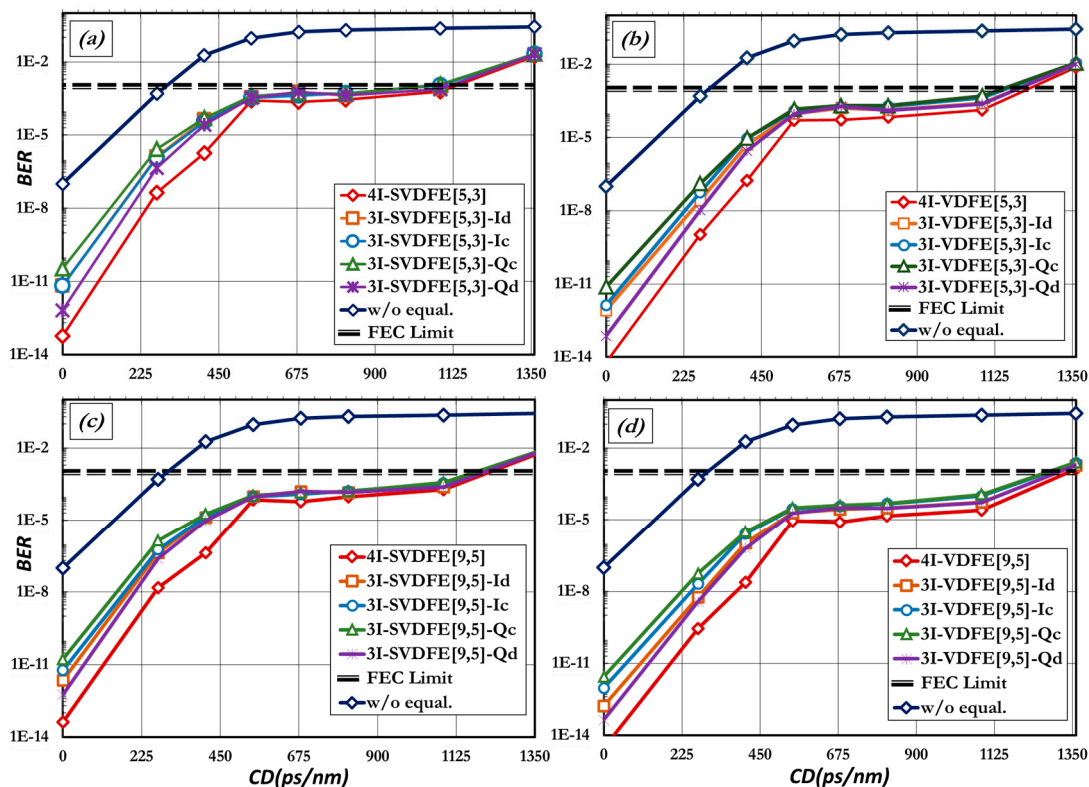 (a)
BER
1E-2
1E-5
1E-8
1E-11
1E-14
4I-SVDFE[5,3]
3I-SVDFE[5,3]-Id
3I-SVDFE[5,3]-Ic
3I-SVDFE[5,3]-Qc
3I-SVDFE[5,3]-Qd
w/o equal.
FEC Limit
0 225 450 675 900 1125 1350
(b)
1E-2
1E-5
1E-8
1E-11
1E-14
4I-VDFE[5,3]
3I-VDFE[5,3]-Id
3I-VDFE[5,3]-Ic
3I-VDFE[5,3]-Qc
3I-VDFE[5,3]-Qd
FEC Limit
w/o equal.
0 225 450 675 900 1125 1350
(c)
BER
1E-2
1E-5
1E-8
1E-11
1E-14
4I-SVDFE[9,5]
3I-SVDFE[9,5]-Id
3I-SVDFE[9,5]-Ic
3I-SVDFE[9,5]-Qc
3I-SVDFE[9,5]-Qd
FEC Limit
w/o equal.
0 225 450 675 900 1125 1350
CD(ps/nm)
(d)
1E-2
1E-5
1E-8
1E-11
1E-14
4I-VDFE[9,5]
3I-VDFE[9,5]-Id
3I-VDFE[9,5]-Ic
3I-VDFE[9,5]-Qc
3I-VDFE[9,5]-Qd
FEC Limit
w/o equal.
0 225 450 675 900 1125 1350
CD(ps/nm)